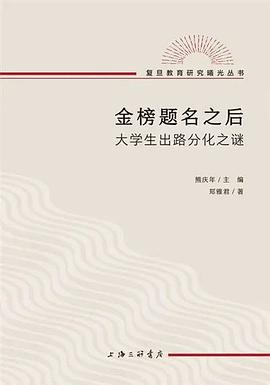 复旦教育研究曦光丛书
金榜题名之后
大学生出路分化之谜
熊庆年／主 编
郑雅君／著
上海三联书店